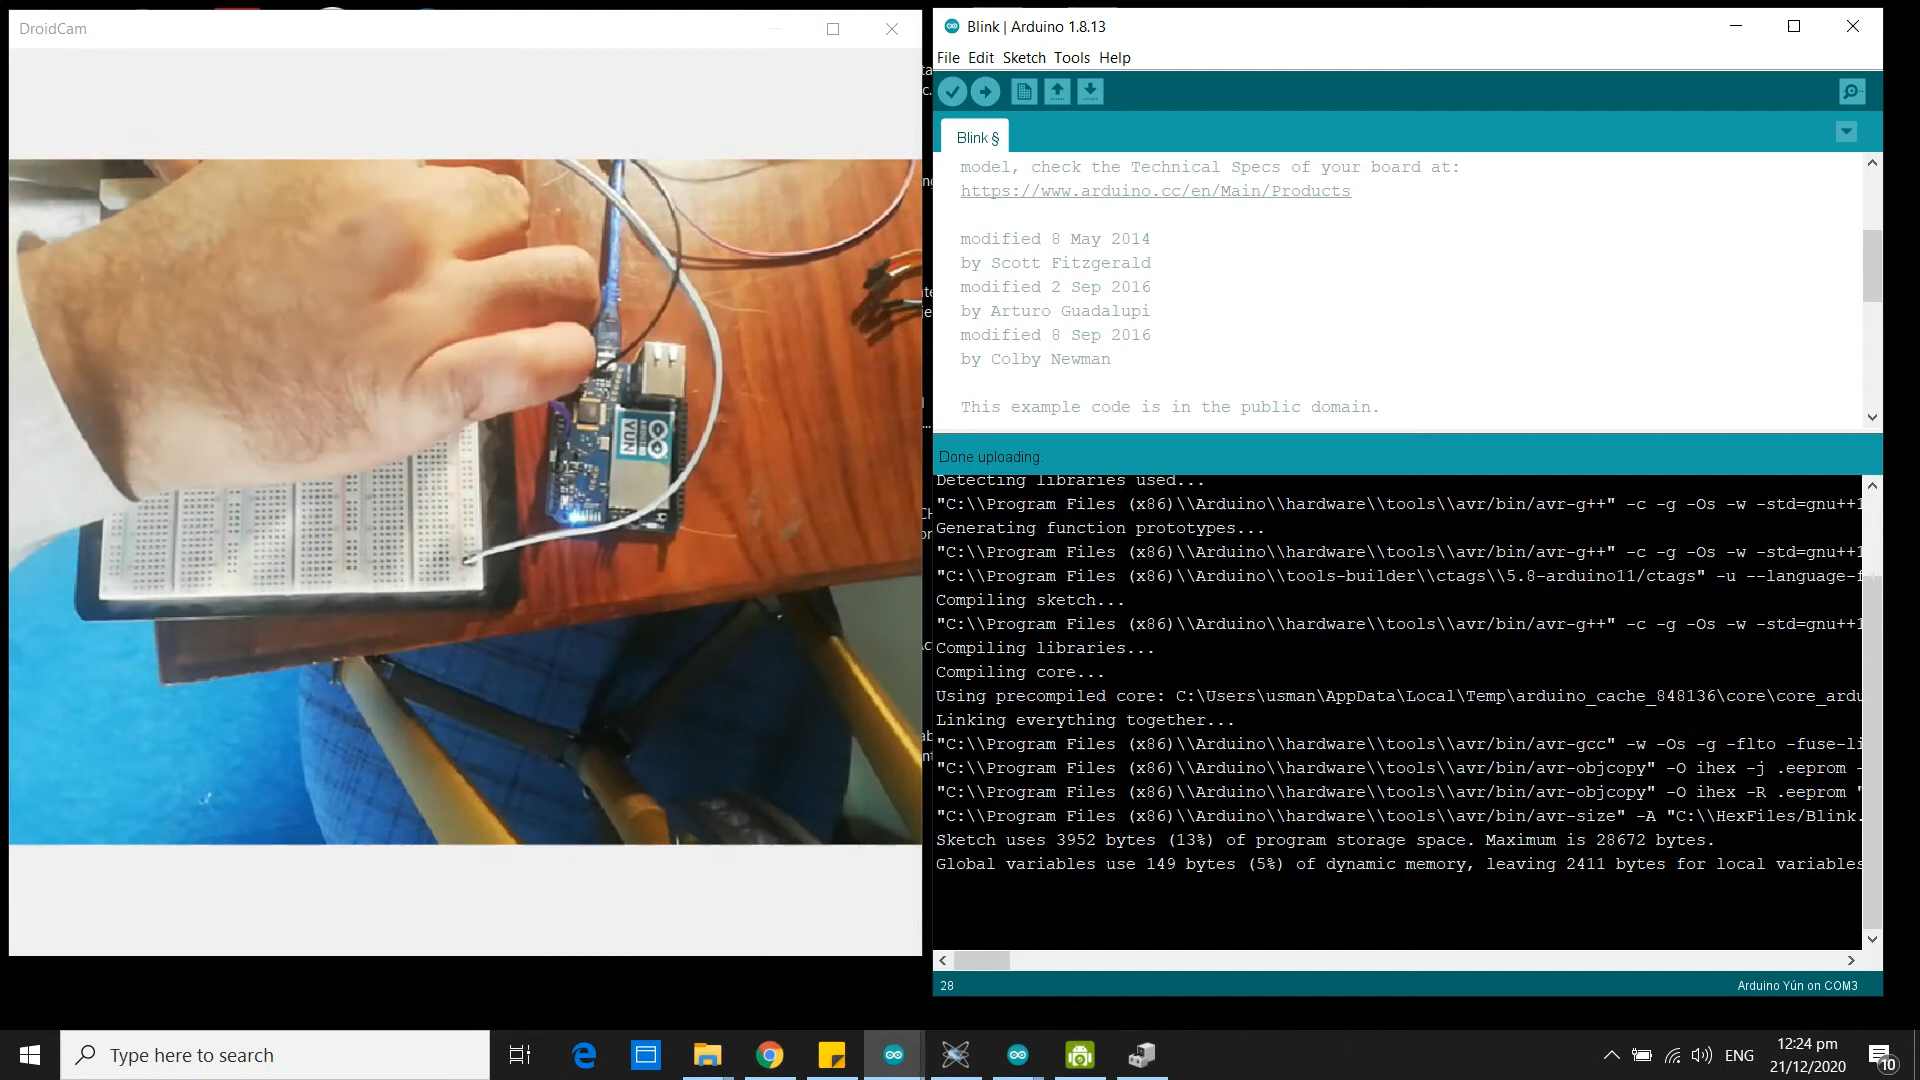 DroidCam
Blink | Arduino 1.8.13
File Edit Sketch Tools Help
Blink §
model, check the Technical Specs of your board at:
https://www.arduino.cc/en/Main/Products
modified 8 May 2014
by Scott Fitzgerald
modified 2 Sep 2016
by Arturo Guadalupi
modified 8 Sep 2016
by Colby Newman
This example code is in the public domain.
YUN
Done uploading.
Detecting libraries used...
"C:\\Program Files (x86)\\Arduino\\hardware\\tools\\avr/bin/avr-g++" -c -g -Os -w -std=gnu++1
Generating function prototypes...
"C:\\Program Files (x86)\\Arduino\\hardware\\tools\\avr/bin/avr-g++" -c -g -Os -w -std=gnu++1
"C:\\Program Files (x86)\\Arduino\\tools-builder\\ctags\\5.8-arduino11/ctags" -u --language-f
Compiling sketch...
"C:\\Program Files (x86)\\Arduino\\hardware\\tools\\avr/bin/avr-g++" -c -g -Os -w -std=gnu++1
Compiling libraries...
Compiling core...
Using precompiled core: C:\Users\usman\AppData\Local\Temp\arduino_cache_848136\core\core_ardu
Linking everything together...
"C:\\Program Files (x86)\\Arduino\\hardware\\tools\\avr/bin/avr-gcc" -w -Os -g -flto -fuse-li
"C:\\Program Files (x86)\\Arduino\\hardware\\tools\\avr/bin/avr-objcopy" -O ihex -j .eeprom -
"C:\\Program Files (x86)\\Arduino\\hardware\\tools\\avr/bin/avr-objcopy" -O ihex -R .eeprom "
"C:\\Program Files (x86)\\Arduino\\hardware\\tools\\avr/bin/avr-size" -A "C:\\HexFiles/Blink.
Sketch uses 3952 bytes (13%) of program storage space. Maximum is 28672 bytes.
Global variables use 149 bytes (5%) of dynamic memory, leaving 2411 bytes for local variables
28
Arduino Yún on COM3
Type here to search
ENG
12:24 pm
21/12/2020
10